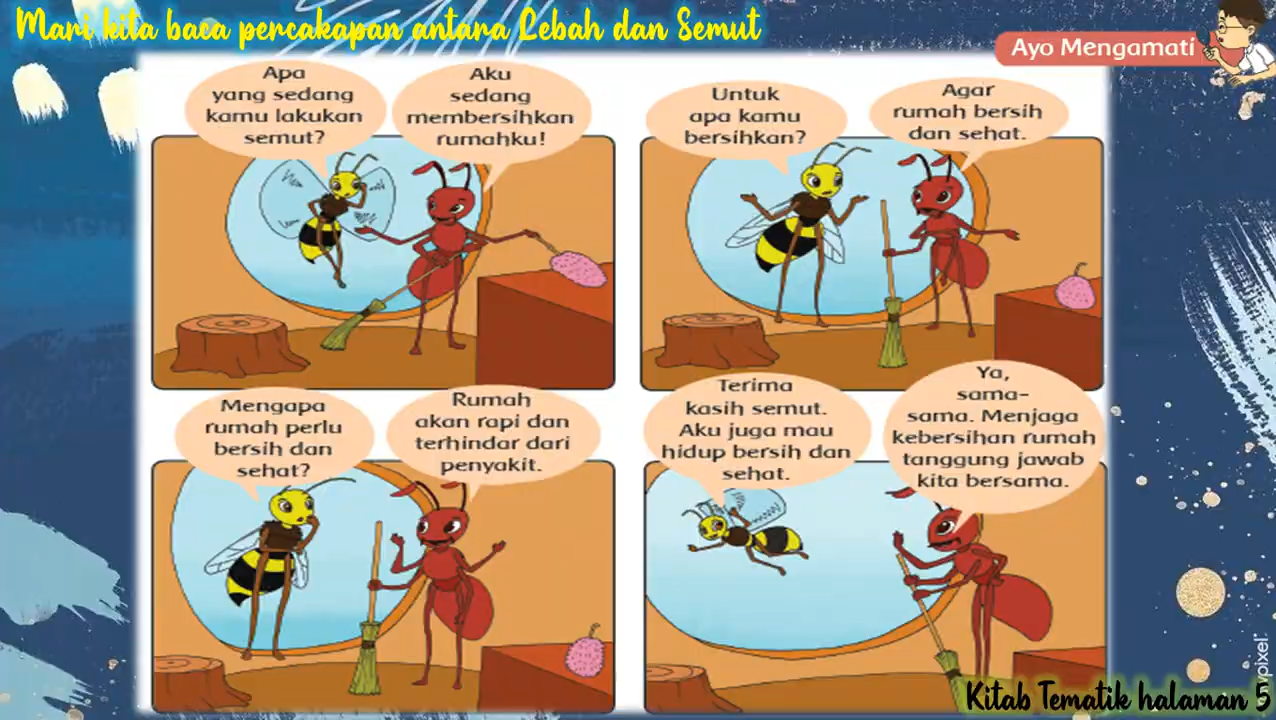 Mari kita baca percakapan antara Lebah dan Semut
Ayo Mengamati
Apa
yang sedang
kamu lakukan
semut?
Aku
sedang
membersihkan
rumahku!
Untuk
apa kamu
bersihkan?
Agar
rumah bersih
dan sehat.
Mengapa
rumah perlu
bersih dan
sehat?
Rumah
akan rapi dan
terhindar dari
penyakit.
Terima
kasih semut.
Aku juga mau
hidup bersih dan
sehat.
Ya,
sama-
sama. Menjaga
kebersihan rumah
tanggung jawab
kita bersama.
Kitab Tematik halaman 5